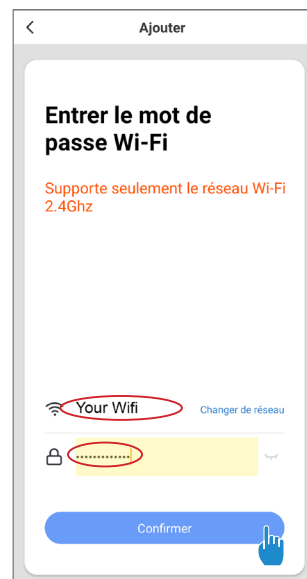 Ajouter
Entrer le mot de
passe Wi-Fi
Supporte seulement le réseau Wi-Fi
2.4Ghz
Your Wifi
Changer de réseau
•••••••••••••
Confirmer